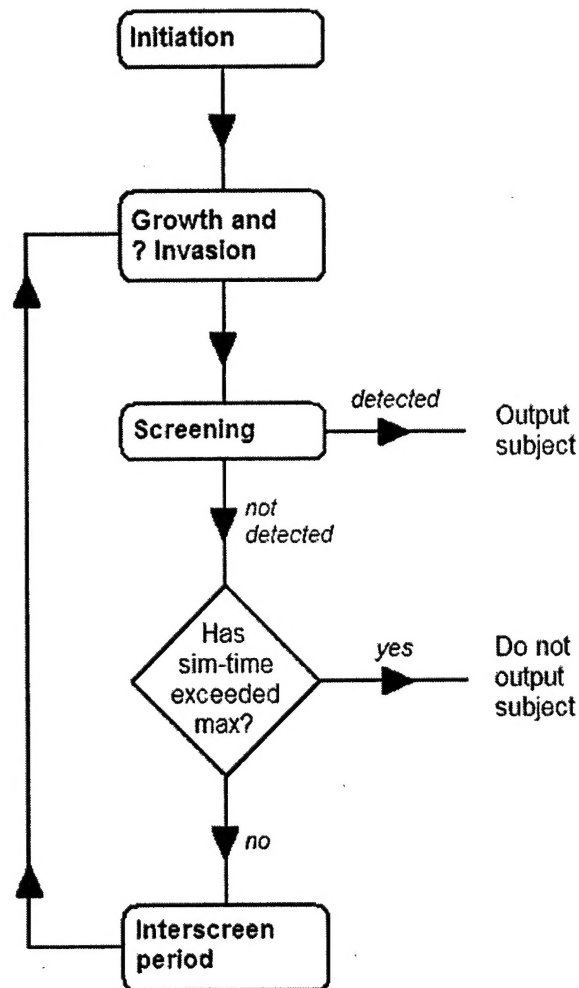 Initiation
Growth and
? Invasion
Screening
detected
Output
subject
not
detected
Has
sim-time
exceeded
max?
yes
Do not
output
subject
no
Interscreen
period